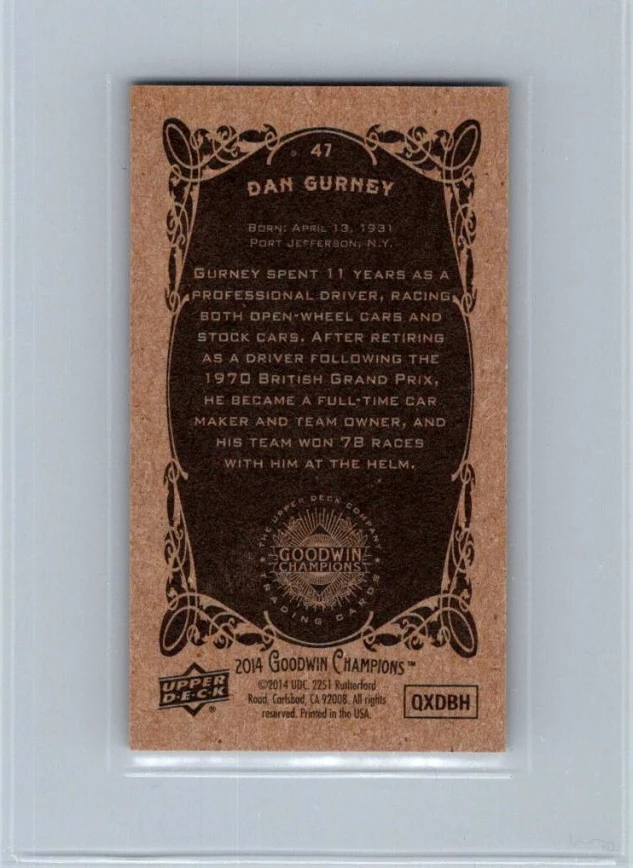 47
DAN GURNEY
BORN: APRIL 13, 1931
PORT JEFFERSON, N.Y.
GURNEY SPENT 11 YEARS AS A
PROFESSIONAL DRIVER, RACING
BOTH OPEN-WHEEL CARS AND
STOCK CARS. AFTER RETIRING
AS A DRIVER FOLLOWING THE
1970 BRITISH GRAND PRIX,
HE BECAME A FULL-TIME CAR
MAKER AND TEAM OWNER, AND
HIS TEAM WON 78 RACES
WITH HIM AT THE HELM.
THE UPPER DECK COMPANY
GOODWIN
CHAMPIONS
TRADING CARDS
2014 GOODWIN CHAMPIONS™
UPPER
D·E·C·K
®
©2014 UDC. 2251 Rutherford
Road, Carlsbad, CA 92008. All rights
reserved. Printed in the USA.
QXDBH